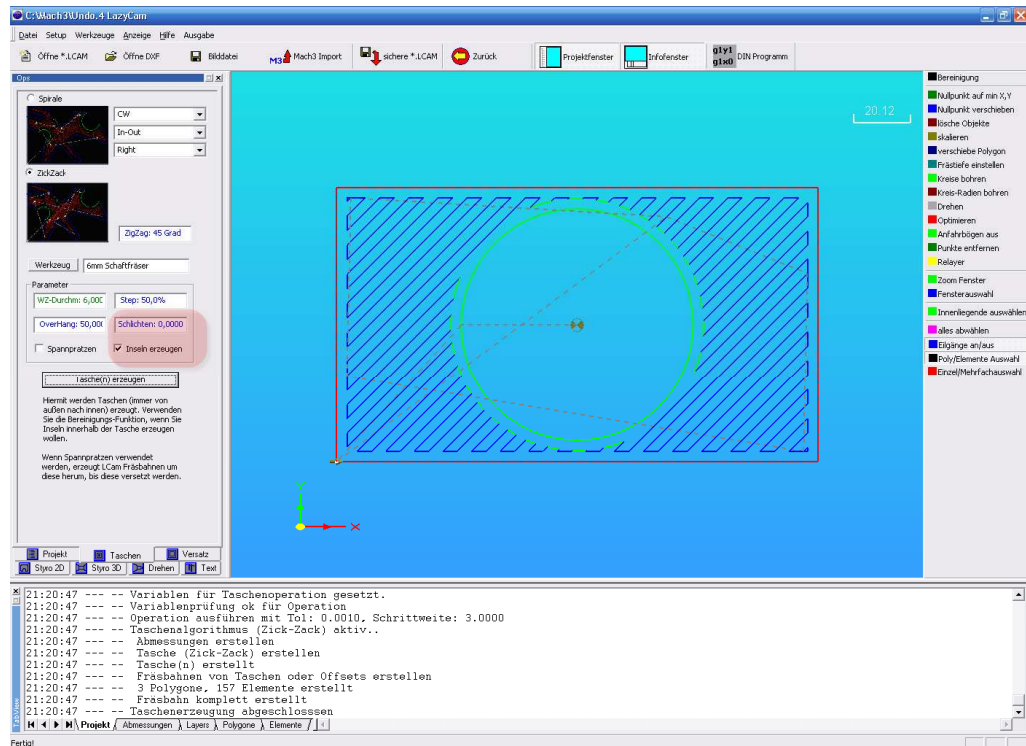 C:\Mach3\Undo.4 LazyCam
Datei Setup Werkzeuge Anzeige Hilfe Ausgabe
Öffne *.LCAM Öffne DXF Bilddatei M3 Mach3 Import sichere *.LCAM Zurück Projektfenster Infofenster g1y1 g1x0 DIN Programm
Ops
Spirale
CW
In-Out
Right
ZickZack
ZigZag: 45 Grad
Werkzeug 6mm Schaftfräser
Parameter
WZ-Durchm: 6,000 Step: 50,0%
OverHang: 50,000 Schlichten: 0,0000
Spannpratzen Inseln erzeugen
Tasche(n) erzeugen
Hiermit werden Taschen (immer von
außen nach innen) erzeugt. Verwenden
Sie die Bereinigungs-Funktion, wenn Sie
Inseln innerhalb der Tasche erzeugen
wollen.
Wenn Spannpratzen verwendet
werden, erzeugt LCam Fräsbahnen um
diese herum, bis diese versetzt werden.
Projekt Taschen Versatz
Styro 2D Styro 3D Drehen Text
20.12
Y
X
Bereinigung
Nullpunkt auf min X,Y
Nullpunkt verschieben
lösche Objekte
skalieren
verschiebe Polygon
Frästiefe einstellen
Kreise bohren
Kreis-Radien bohren
Drehen
Optimieren
Anfahrbögen aus
Punkte entfernen
Relayer
Zoom Fenster
Fensterauswahl
Innenliegende auswählen
alles abwählen
Eilgänge an/aus
Poly/Elemente Auswahl
Einzel/Mehrfachauswahl
21:20:47 --- -- Variablen für Taschenoperation gesetzt.
21:20:47 --- -- Variablenprüfung ok für Operation
21:20:47 --- -- Operation ausführen mit Tol: 0.0010, Schrittweite: 3.0000
21:20:47 --- -- Taschenalgorithmus (Zick-Zack) aktiv..
21:20:47 --- -- Abmessungen erstellen
21:20:47 --- -- Tasche (Zick-Zack) erstellen
21:20:47 --- -- Tasche(n) erstellt
21:20:47 --- -- Fräsbahnen von Taschen oder Offsets erstellen
21:20:47 --- -- 3 Polygone, 157 Elemente erstellt
21:20:47 --- -- Fräsbahn komplett erstellt
21:20:47 --- -- Taschenerzeugung abgeschlosssen
TabView
Projekt Abmessungen Layers Polygone Elemente
Fertig!